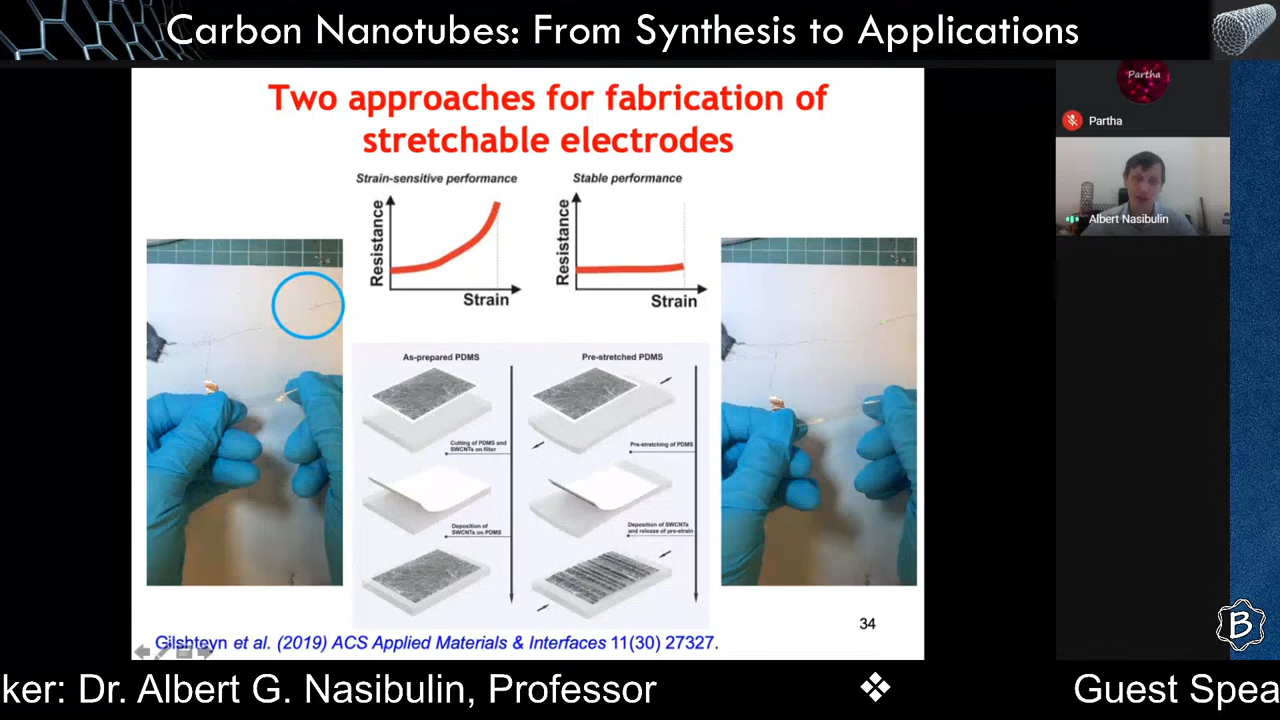 Carbon Nanotubes: From Synthesis to Applications
Two approaches for fabrication of
stretchable electrodes
Strain-sensitive performance
Resistance
Strain
Stable performance
Resistance
Strain
As-prepared PDMS
Cutting of PDMS and
SWCNTs on filter
Deposition of
SWCNTs on PDMS
Pre-stretched PDMS
Pre-stretching of PDMS
Deposition of SWCNTs
and release of pre-strain
34
Gilshteyn et al. (2019) ACS Applied Materials & Interfaces 11(30) 27327.
Partha
Partha
Albert Nasibulin
B
ker: Dr. Albert G. Nasibulin, Professor ❖ Guest Spea